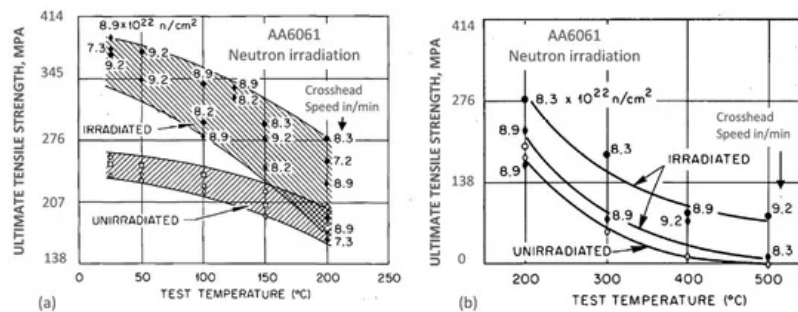 414
345
276
207
138
ULTIMATE TENSILE STRENGTH, MPA
8.9 x 10²² n/cm²
AA6061
Neutron irradiation
7.3
9.2
9.2
9.2
8.9
8.9
8.2
Crosshead
Speed in/min
8.2
8.3
9.2
8.3
IRRADIATED
8.9
8.2
7.2
8.9
UNIRRADIATED
8.9
7.3
0
50
100
150
200
250
(a)
TEST TEMPERATURE (°C)
414
276
138
0
ULTIMATE TENSILE STRENGTH, MPA
AA6061
Neutron irradiation
8.3 x 10²² n/cm²
Crosshead
Speed in/min
8.9
8.3
IRRADIATED
8.9
8.9
8.9
9.2
9.2
UNIRRADIATED
8.3
200
300
400
500
(b)
TEST TEMPERATURE (°C)